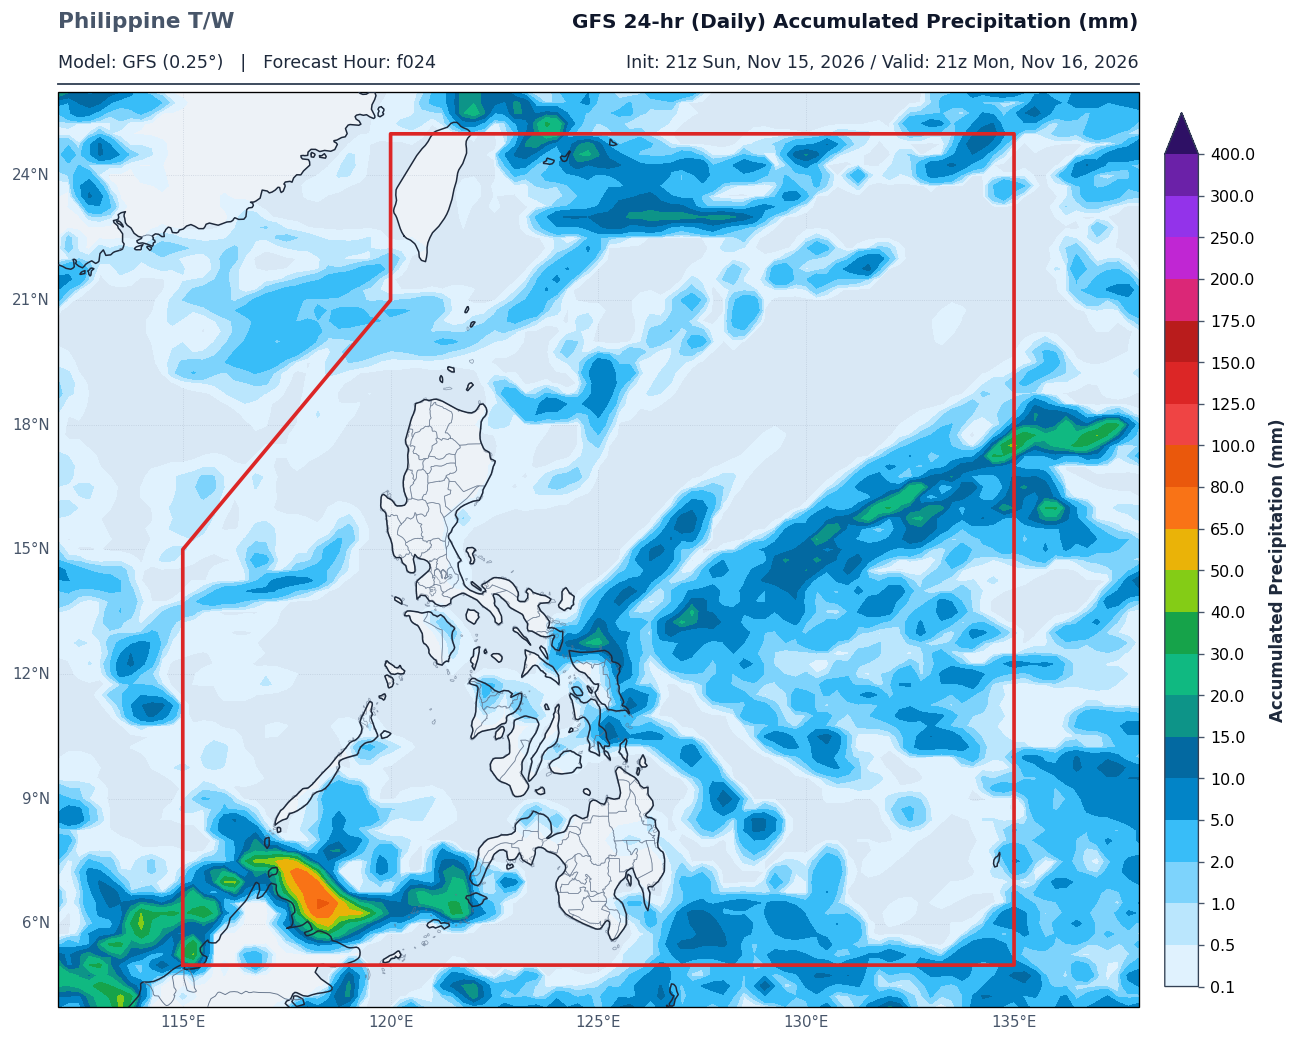 Philippine T/W
GFS 24-hr (Daily) Accumulated Precipitation (mm)
Model: GFS (0.25°) | Forecast Hour: f024
Init: 21z Sun, Nov 15, 2026 / Valid: 21z Mon, Nov 16, 2026
24°N
21°N
18°N
15°N
12°N
9°N
6°N
115°E
120°E
125°E
130°E
135°E
400.0
300.0
250.0
200.0
175.0
150.0
125.0
100.0
80.0
65.0
50.0
40.0
30.0
20.0
15.0
10.0
5.0
2.0
1.0
0.5
0.1
Accumulated Precipitation (mm)